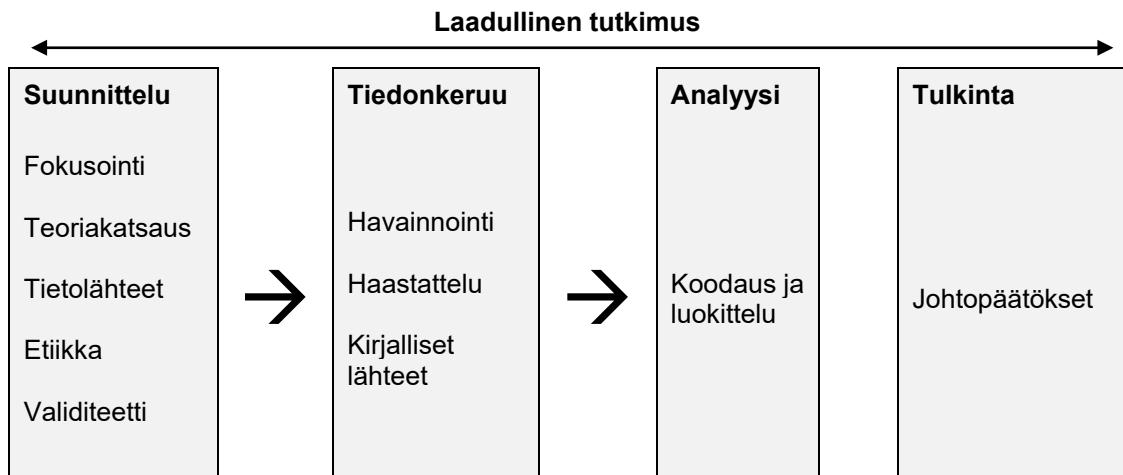 Laadullinen tutkimus
Suunnittelu
Fokusointi
Teoriakatsaus
Tietolähteet
Etiikka
Validiteetti
Tiedonkeruu
Havainnointi
Haastattelu
Kirjalliset
lähteet
Analyysi
Koodaus ja
luokittelu
Tulkinta
Johtopäätökset